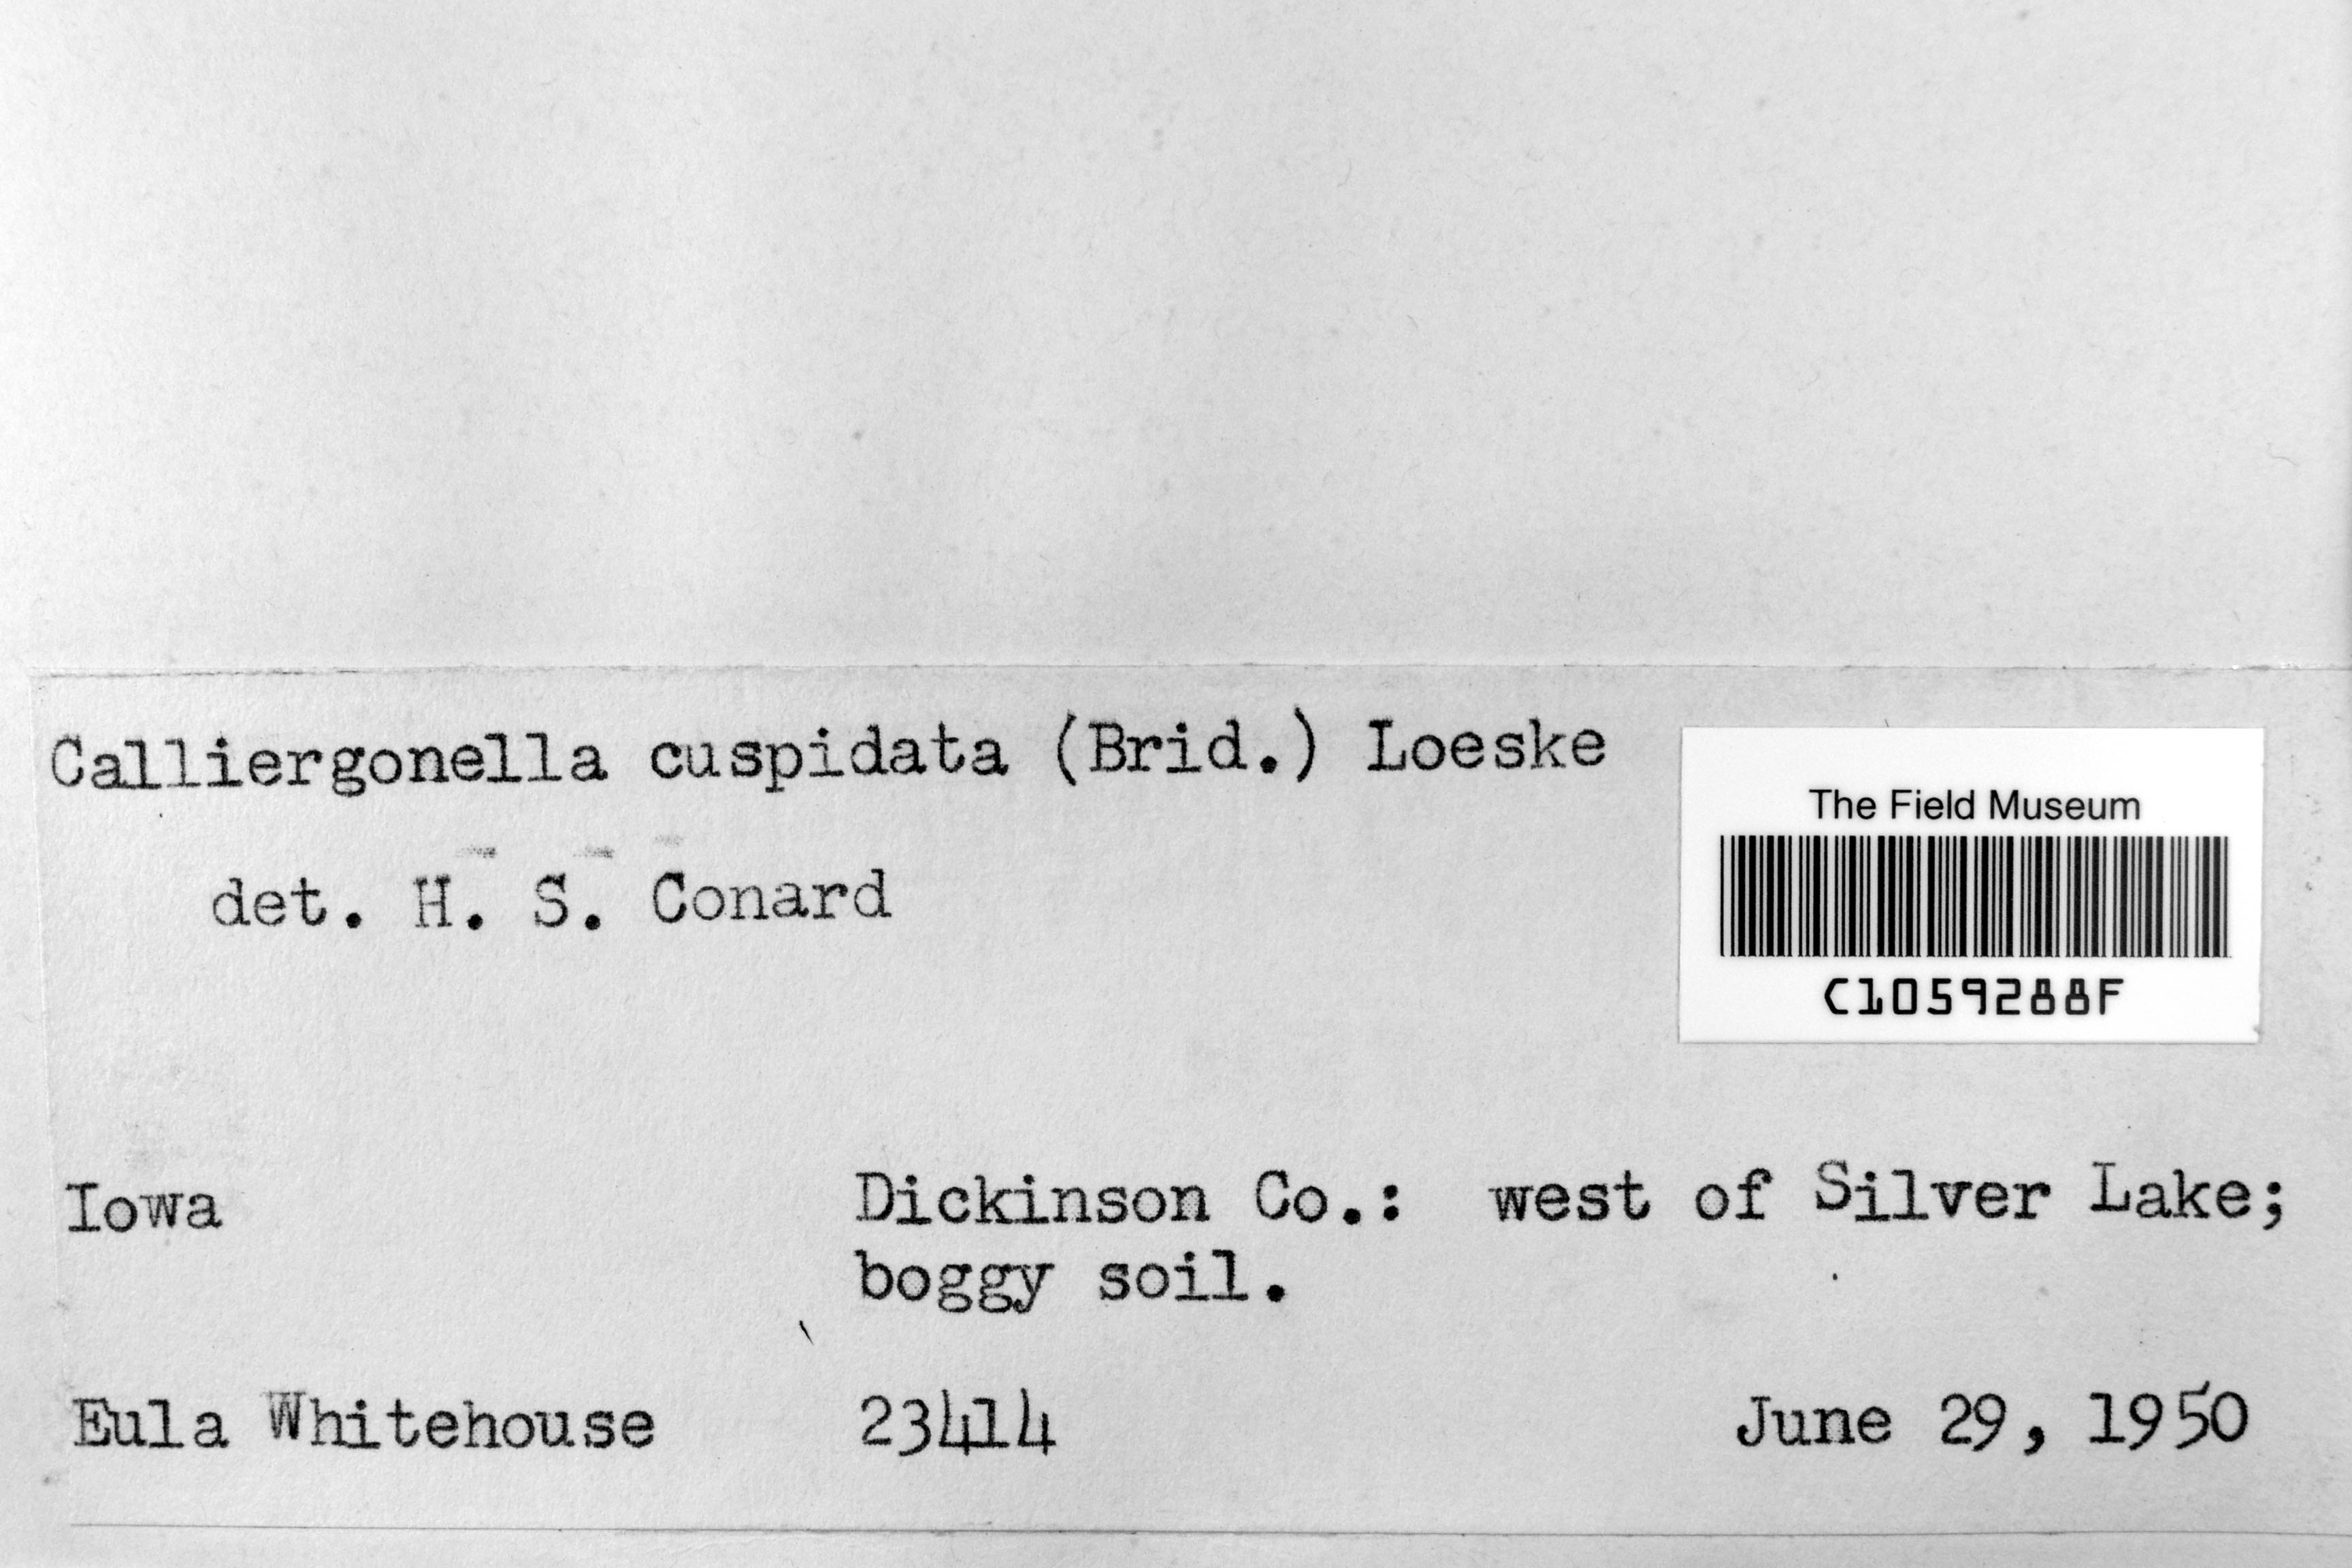 Calliergonella cuspidata (Brid.) Loeske
The Field Museum
C1059288F
det. H. S. Conard
Iowa
Dickinson Co.: west of Silver Lake;
boggy soil.
Eula Whitehouse 23414 June 29, 1950